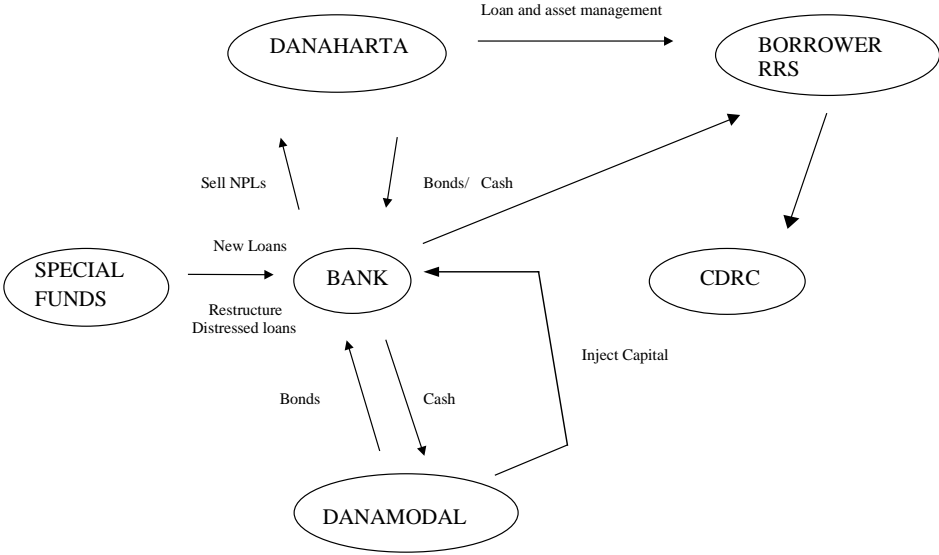 Loan and asset management
DANAHARTA
BORROWER
RRS
Sell NPLs
Bonds/ Cash
New Loans
SPECIAL
FUNDS
BANK
CDRC
Restructure
Distressed loans
Inject Capital
Bonds
Cash
DANAMODAL